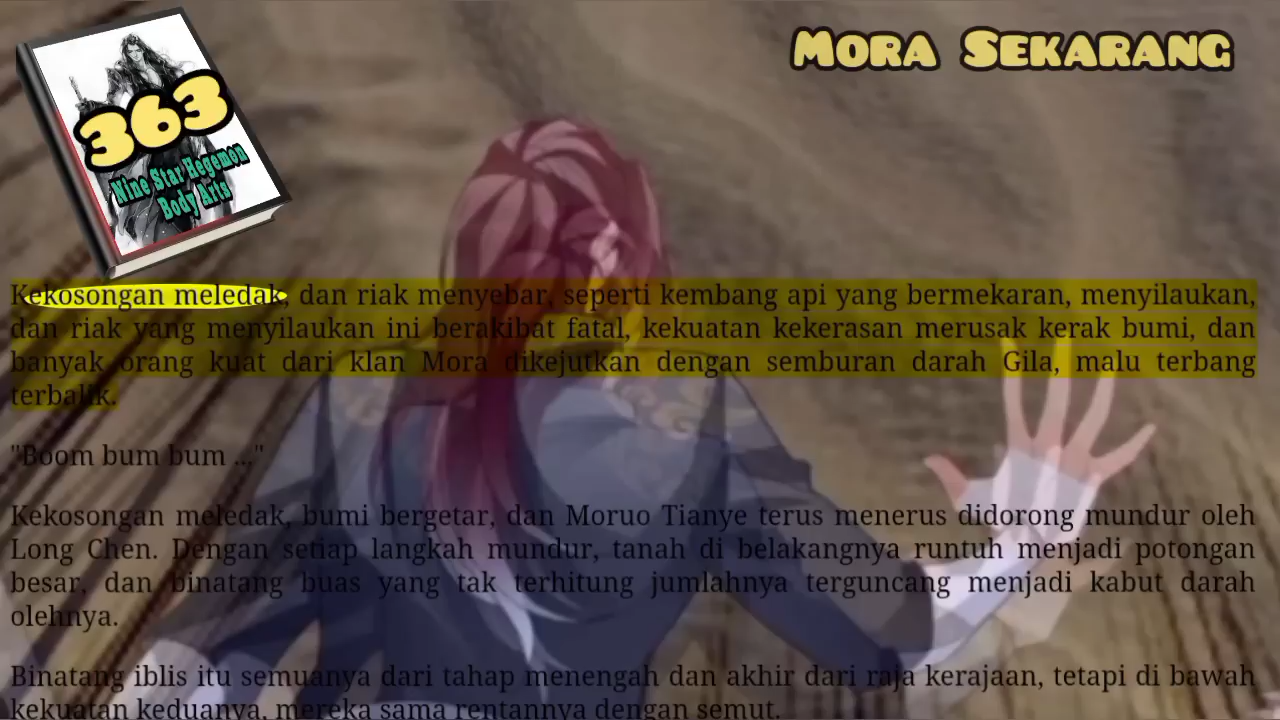 Mora Sekarang
363
Nine Star Hegemon
Body Arts
Kekosongan meledak, dan riak menyebar, seperti kembang api yang bermekaran, menyilaukan,
dan riak yang menyilaukan ini berakibat fatal, kekuatan kekerasan merusak kerak bumi, dan
banyak orang kuat dari klan Mora dikejutkan dengan semburan darah Gila, malu terbang
terbalik.
"Boom bum bum ..."
Kekosongan meledak, bumi bergetar, dan Moruo Tianye terus menerus didorong mundur oleh
Long Chen. Dengan setiap langkah mundur, tanah di belakangnya runtuh menjadi potongan
besar, dan binatang buas yang tak terhitung jumlahnya terguncang menjadi kabut darah
olehnya.
Binatang iblis itu semuanya dari tahap menengah dan akhir dari raja kerajaan, tetapi di bawah
kekuatan keduanya, mereka sama rentannya dengan semut.